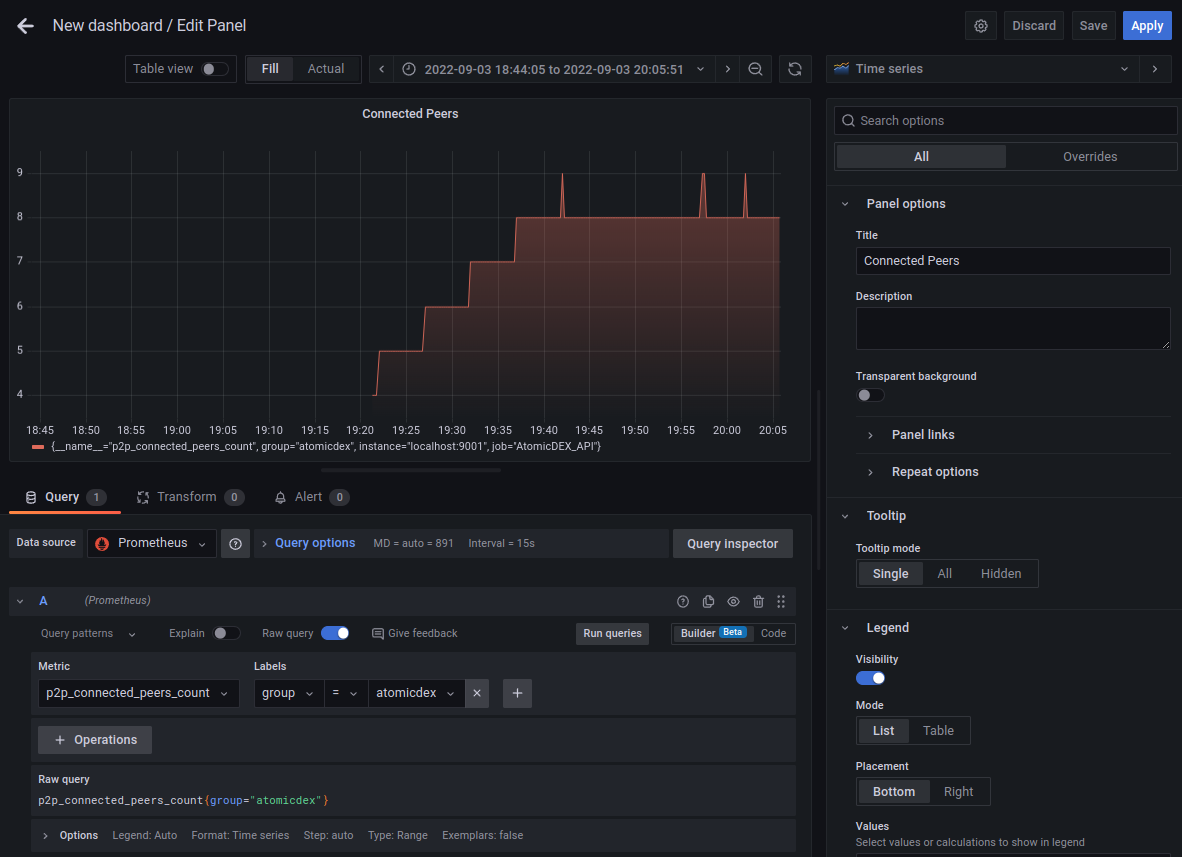 New dashboard / Edit Panel
Discard
Save
Apply
Table view
Fill
Actual
2022-09-03 18:44:05 to 2022-09-03 20:05:51
Time series
Connected Peers
9
8
7
6
5
4
18:45 18:50 18:55 19:00 19:05 19:10 19:15 19:20 19:25 19:30 19:35 19:40 19:45 19:50 19:55 20:00 20:05
{__name__="p2p_connected_peers_count", group="atomicdex", instance="localhost:9001", job="AtomicDEX_API"}
Query 1
Transform 0
Alert 0
Data source
Prometheus
Query options
MD = auto = 891
Interval = 15s
Query inspector
A
(Prometheus)
Query patterns
Explain
Raw query
Give feedback
Run queries
Builder Beta
Code
Metric
Labels
p2p_connected_peers_count
group
=
atomicdex
+ Operations
Raw query
p2p_connected_peers_count{group="atomicdex"}
Options
Legend: Auto
Format: Time series
Step: auto
Type: Range
Exemplars: false
Search options
All
Overrides
Panel options
Title
Connected Peers
Description
Transparent background
Panel links
Repeat options
Tooltip
Tooltip mode
Single
All
Hidden
Legend
Visibility
Mode
List
Table
Placement
Bottom
Right
Values
Select values or calculations to show in legend